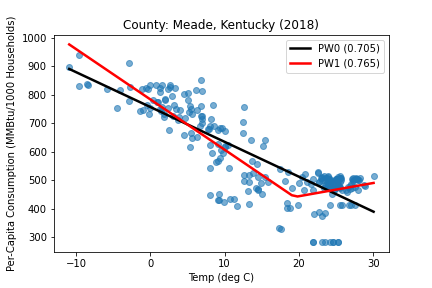 County: Meade, Kentucky (2018)
Per-Capita Consumption (MMBtu/1000 Households)
1000
900
800
700
600
500
400
300
PW0 (0.705)
PW1 (0.765)
−10 0 10 20 30
Temp (deg C)